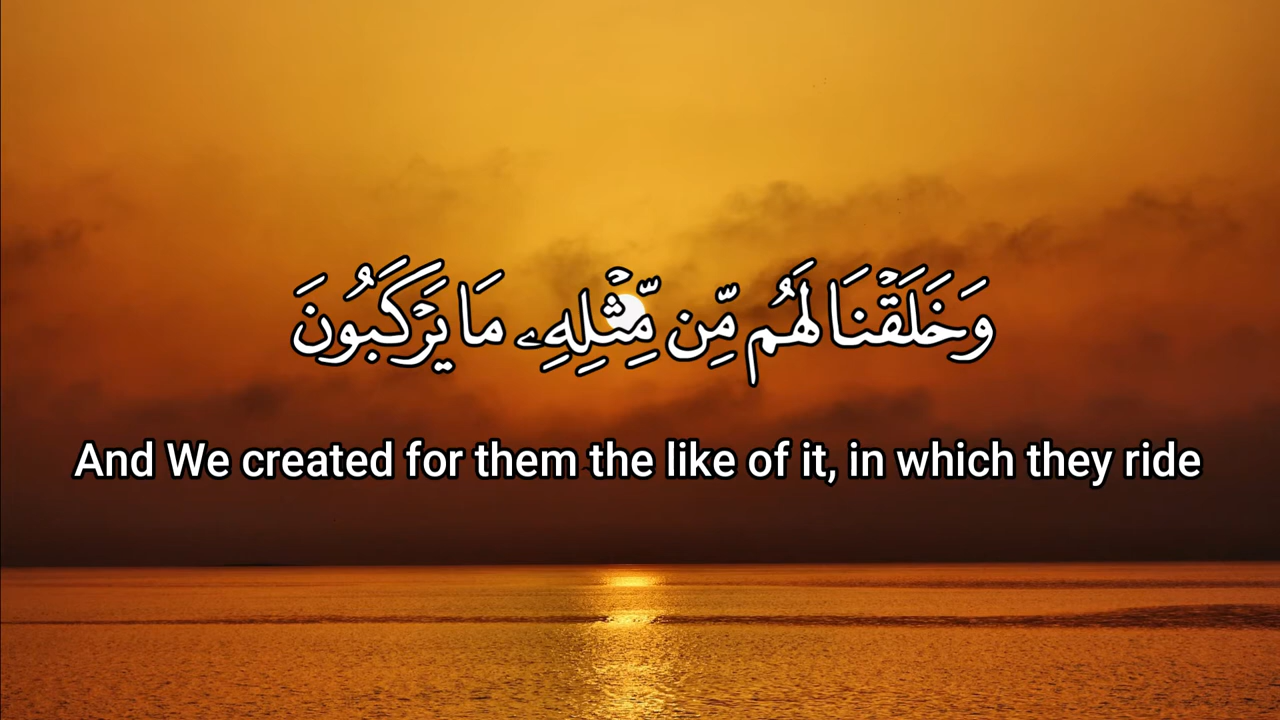 وَخَلَقْنَا لَهُم مِّن مِّثْلِهِۦ مَا يَرْكَبُونَ
And We created for them the like of it, in which they ride